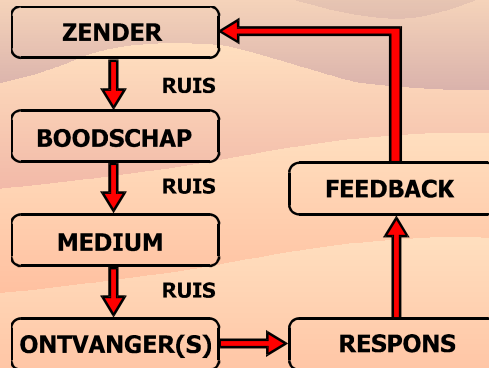 ZENDER
RUIS
BOODSCHAP
RUIS
MEDIUM
RUIS
ONTVANGER(S)
RESPONS
FEEDBACK